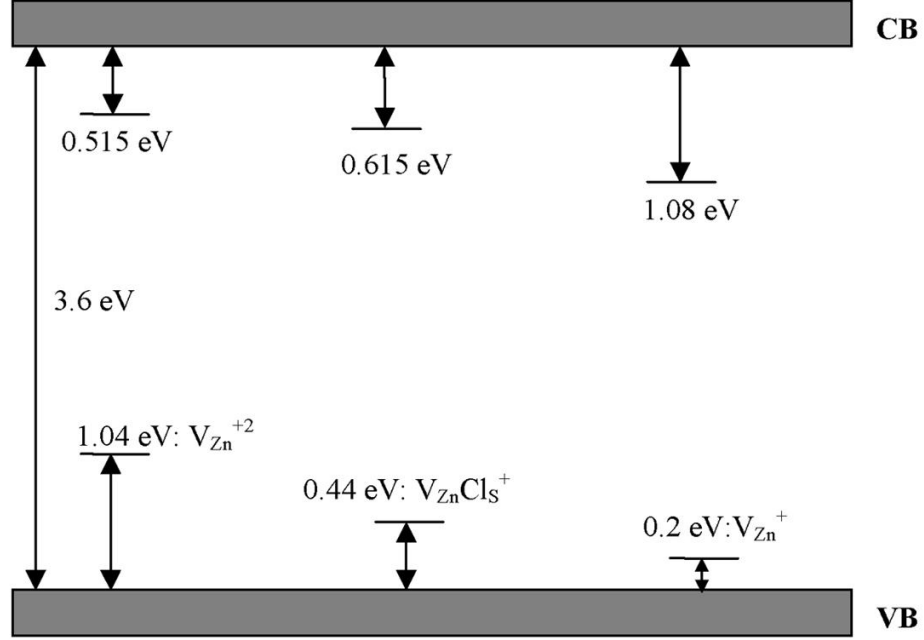 CB
0.515 eV
0.615 eV
1.08 eV
3.6 eV
1.04 eV: V_Zn^+2
0.44 eV: V_ZnCl_S^+
0.2 eV:V_Zn^+
VB